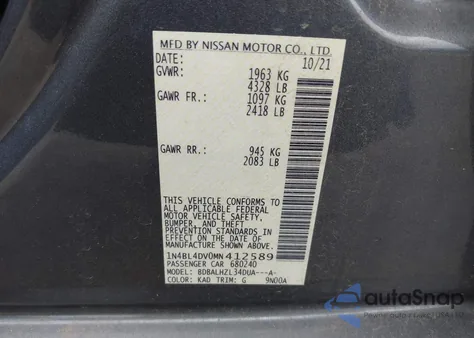 MFD BY NISSAN MOTOR CO., LTD.
DATE: 10/21
GVWR: 1963 KG
4328 LB
GAWR FR.: 1097 KG
2418 LB
GAWR RR.: 945 KG
2083 LB
THIS VEHICLE CONFORMS TO
ALL APPLICABLE FEDERAL
MOTOR VEHICLE SAFETY,
BUMPER, AND THEFT
PREVENTION STANDARDS IN
EFFECT ON THE DATE OF
MANUFACTURE SHOWN ABOVE.
1N4BL4DV0MN412589
PASSENGER CAR 680240
MODEL: BDBALHZL34DUA---A-
COLOR: KAD TRIM: G 9N00A
autoSnap